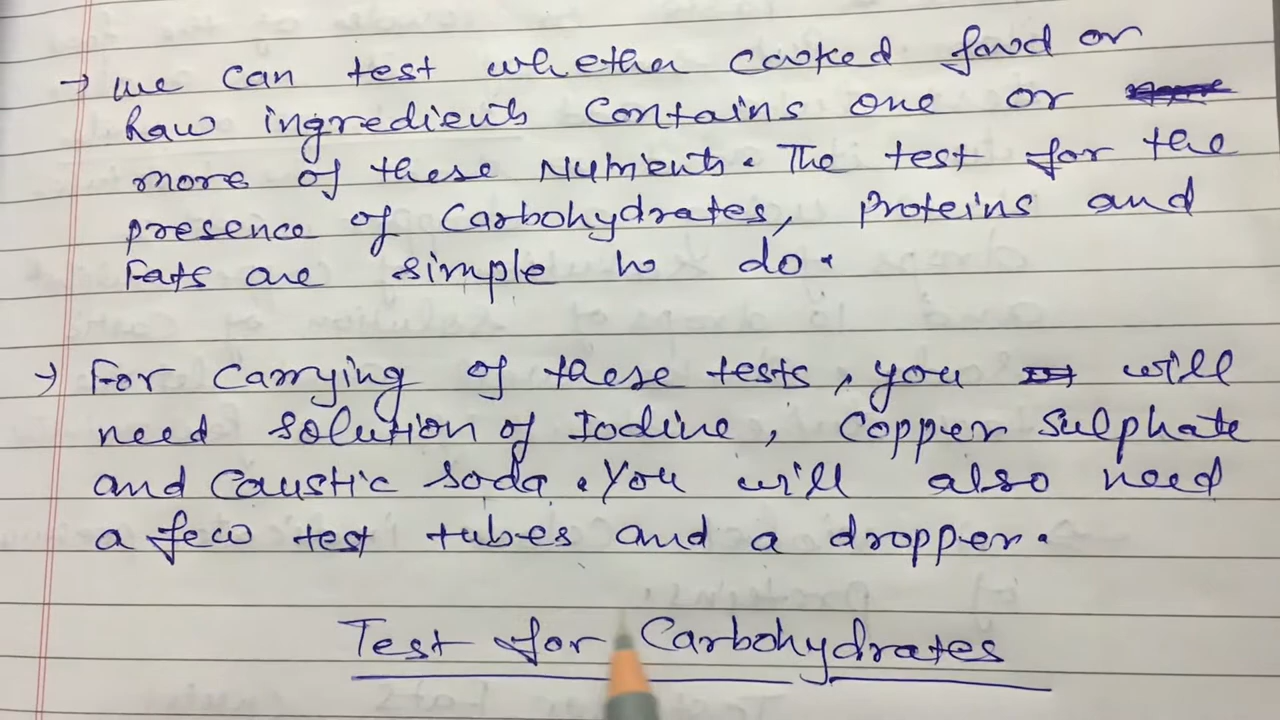 → we can test whether cooked food or
Raw ingredients contains one or
more of these Nutrients. The test for the
presence of Carbohydrates, Proteins and
Fats are simple to do.
→ For carrying of these tests, you will
need solution of Iodine, Copper Sulphate
and Caustic soda. You will also need
a few test tubes and a dropper.
Test for Carbohydrates